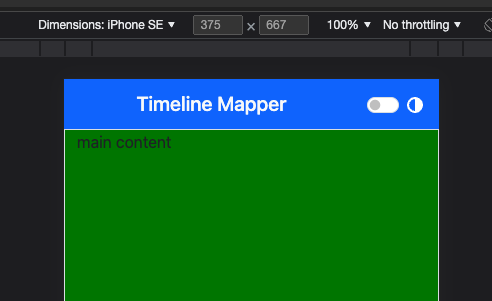 Dimensions: iPhone SE ▼ 375 × 667 100% ▼ No throttling ▼
Timeline Mapper
main content